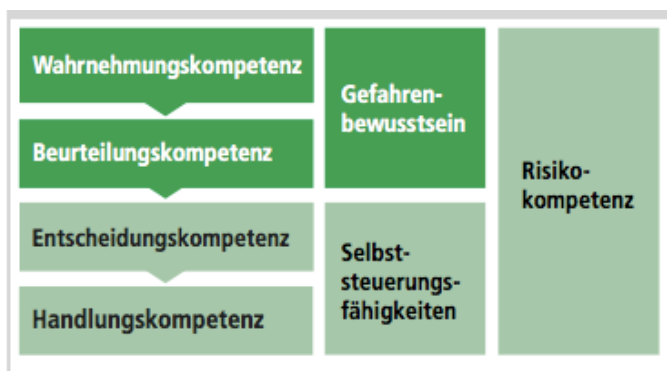 Wahrnehmungskompetenz
Beurteilungskompetenz
Entscheidungskompetenz
Handlungskompetenz
Gefahren-
bewusstsein
Selbst-
steuerungs-
fähigkeiten
Risiko-
kompetenz